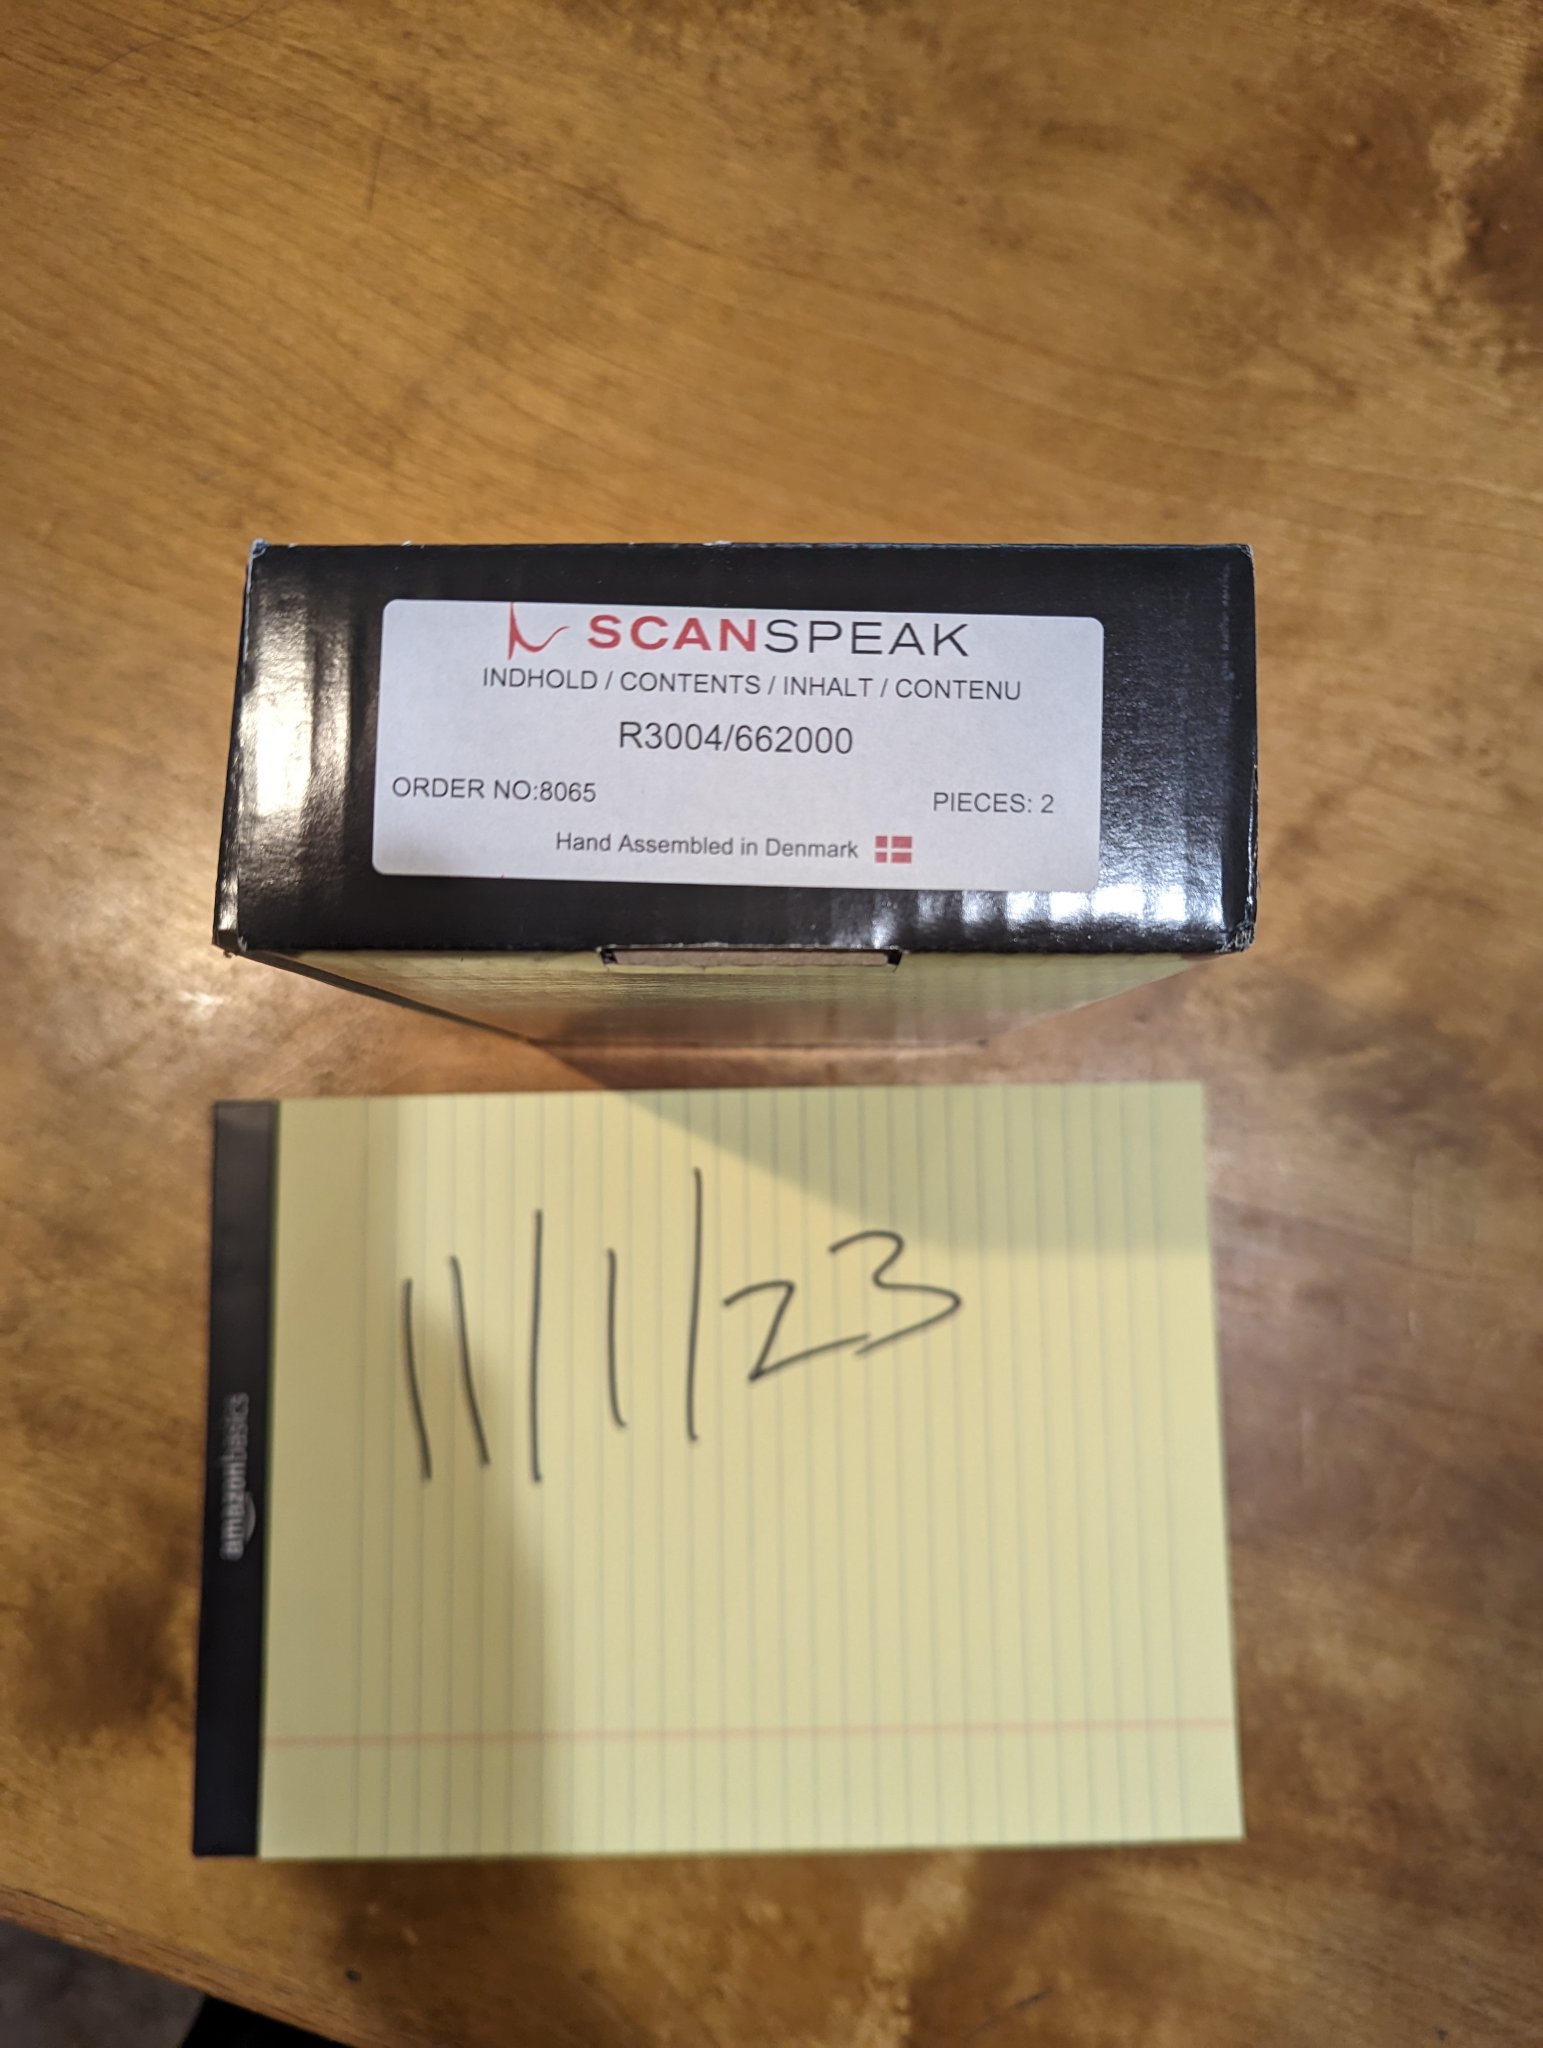 SCANSPEAK
INDHOLD / CONTENTS / INHALT / CONTENU
R3004/662000
ORDER NO:8065
PIECES: 2
Hand Assembled in Denmark
11/1/23
amazonbasics